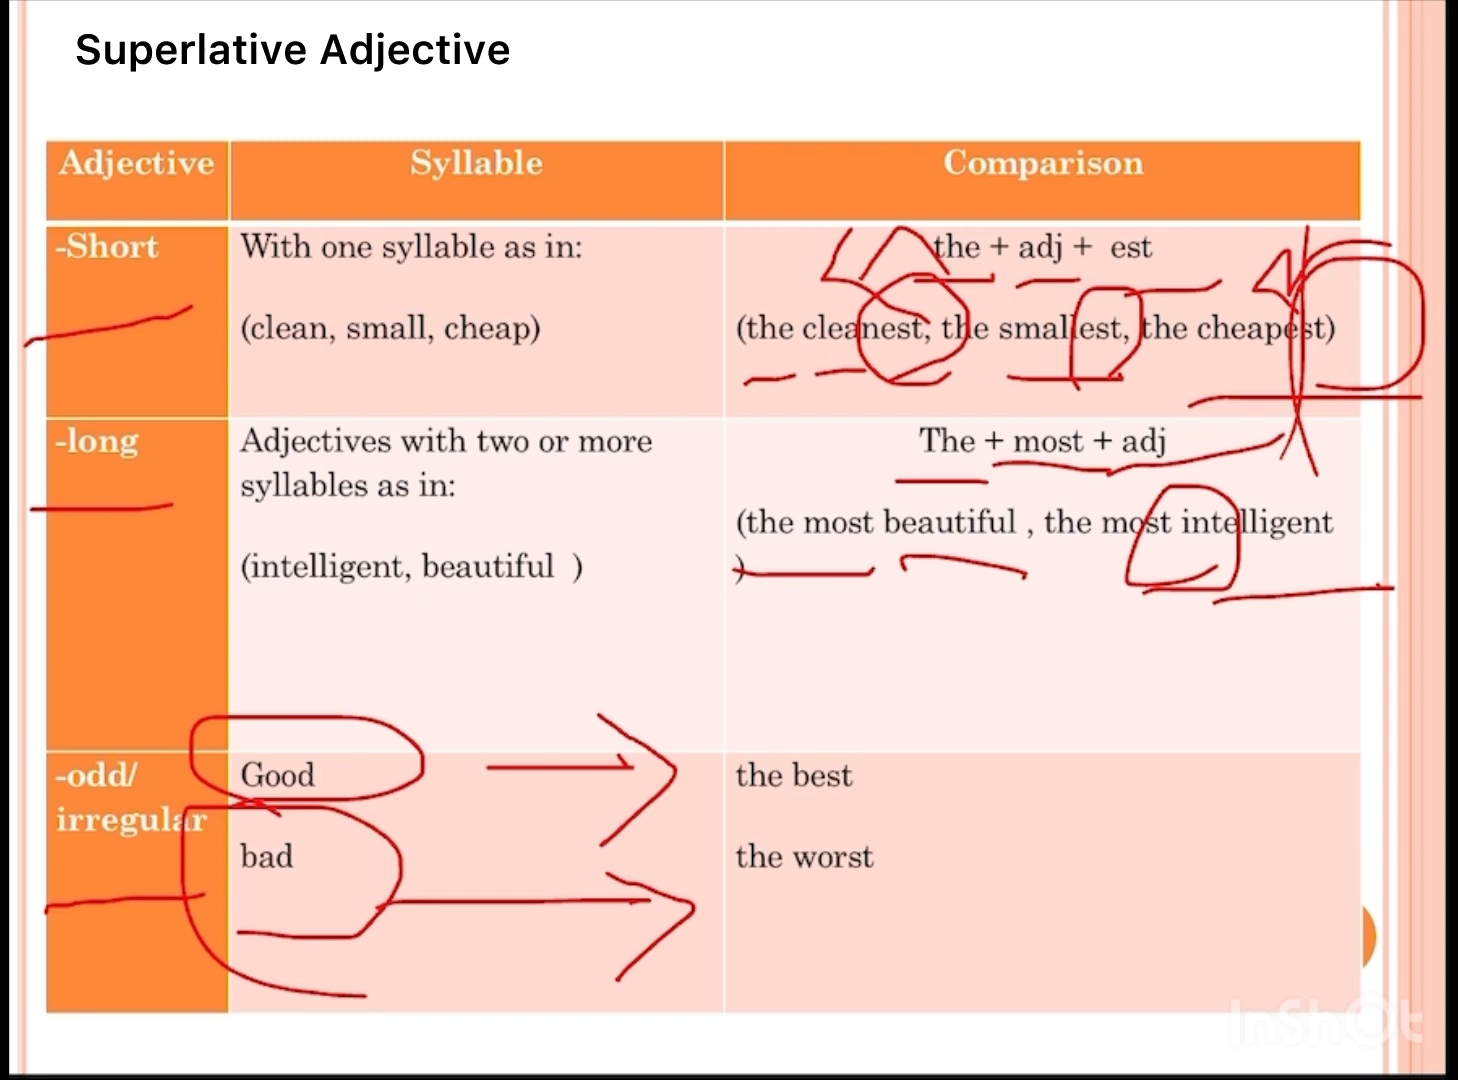 Superlative Adjective
Adjective Syllable Comparison
-Short With one syllable as in: the + adj + est
(clean, small, cheap) (the cleanest, the smallest, the cheapest)
-long Adjectives with two or more The + most + adj
syllables as in:
(the most beautiful , the most intelligent
(intelligent, beautiful ) )
-odd/ Good the best
irregular
bad the worst
InShOt